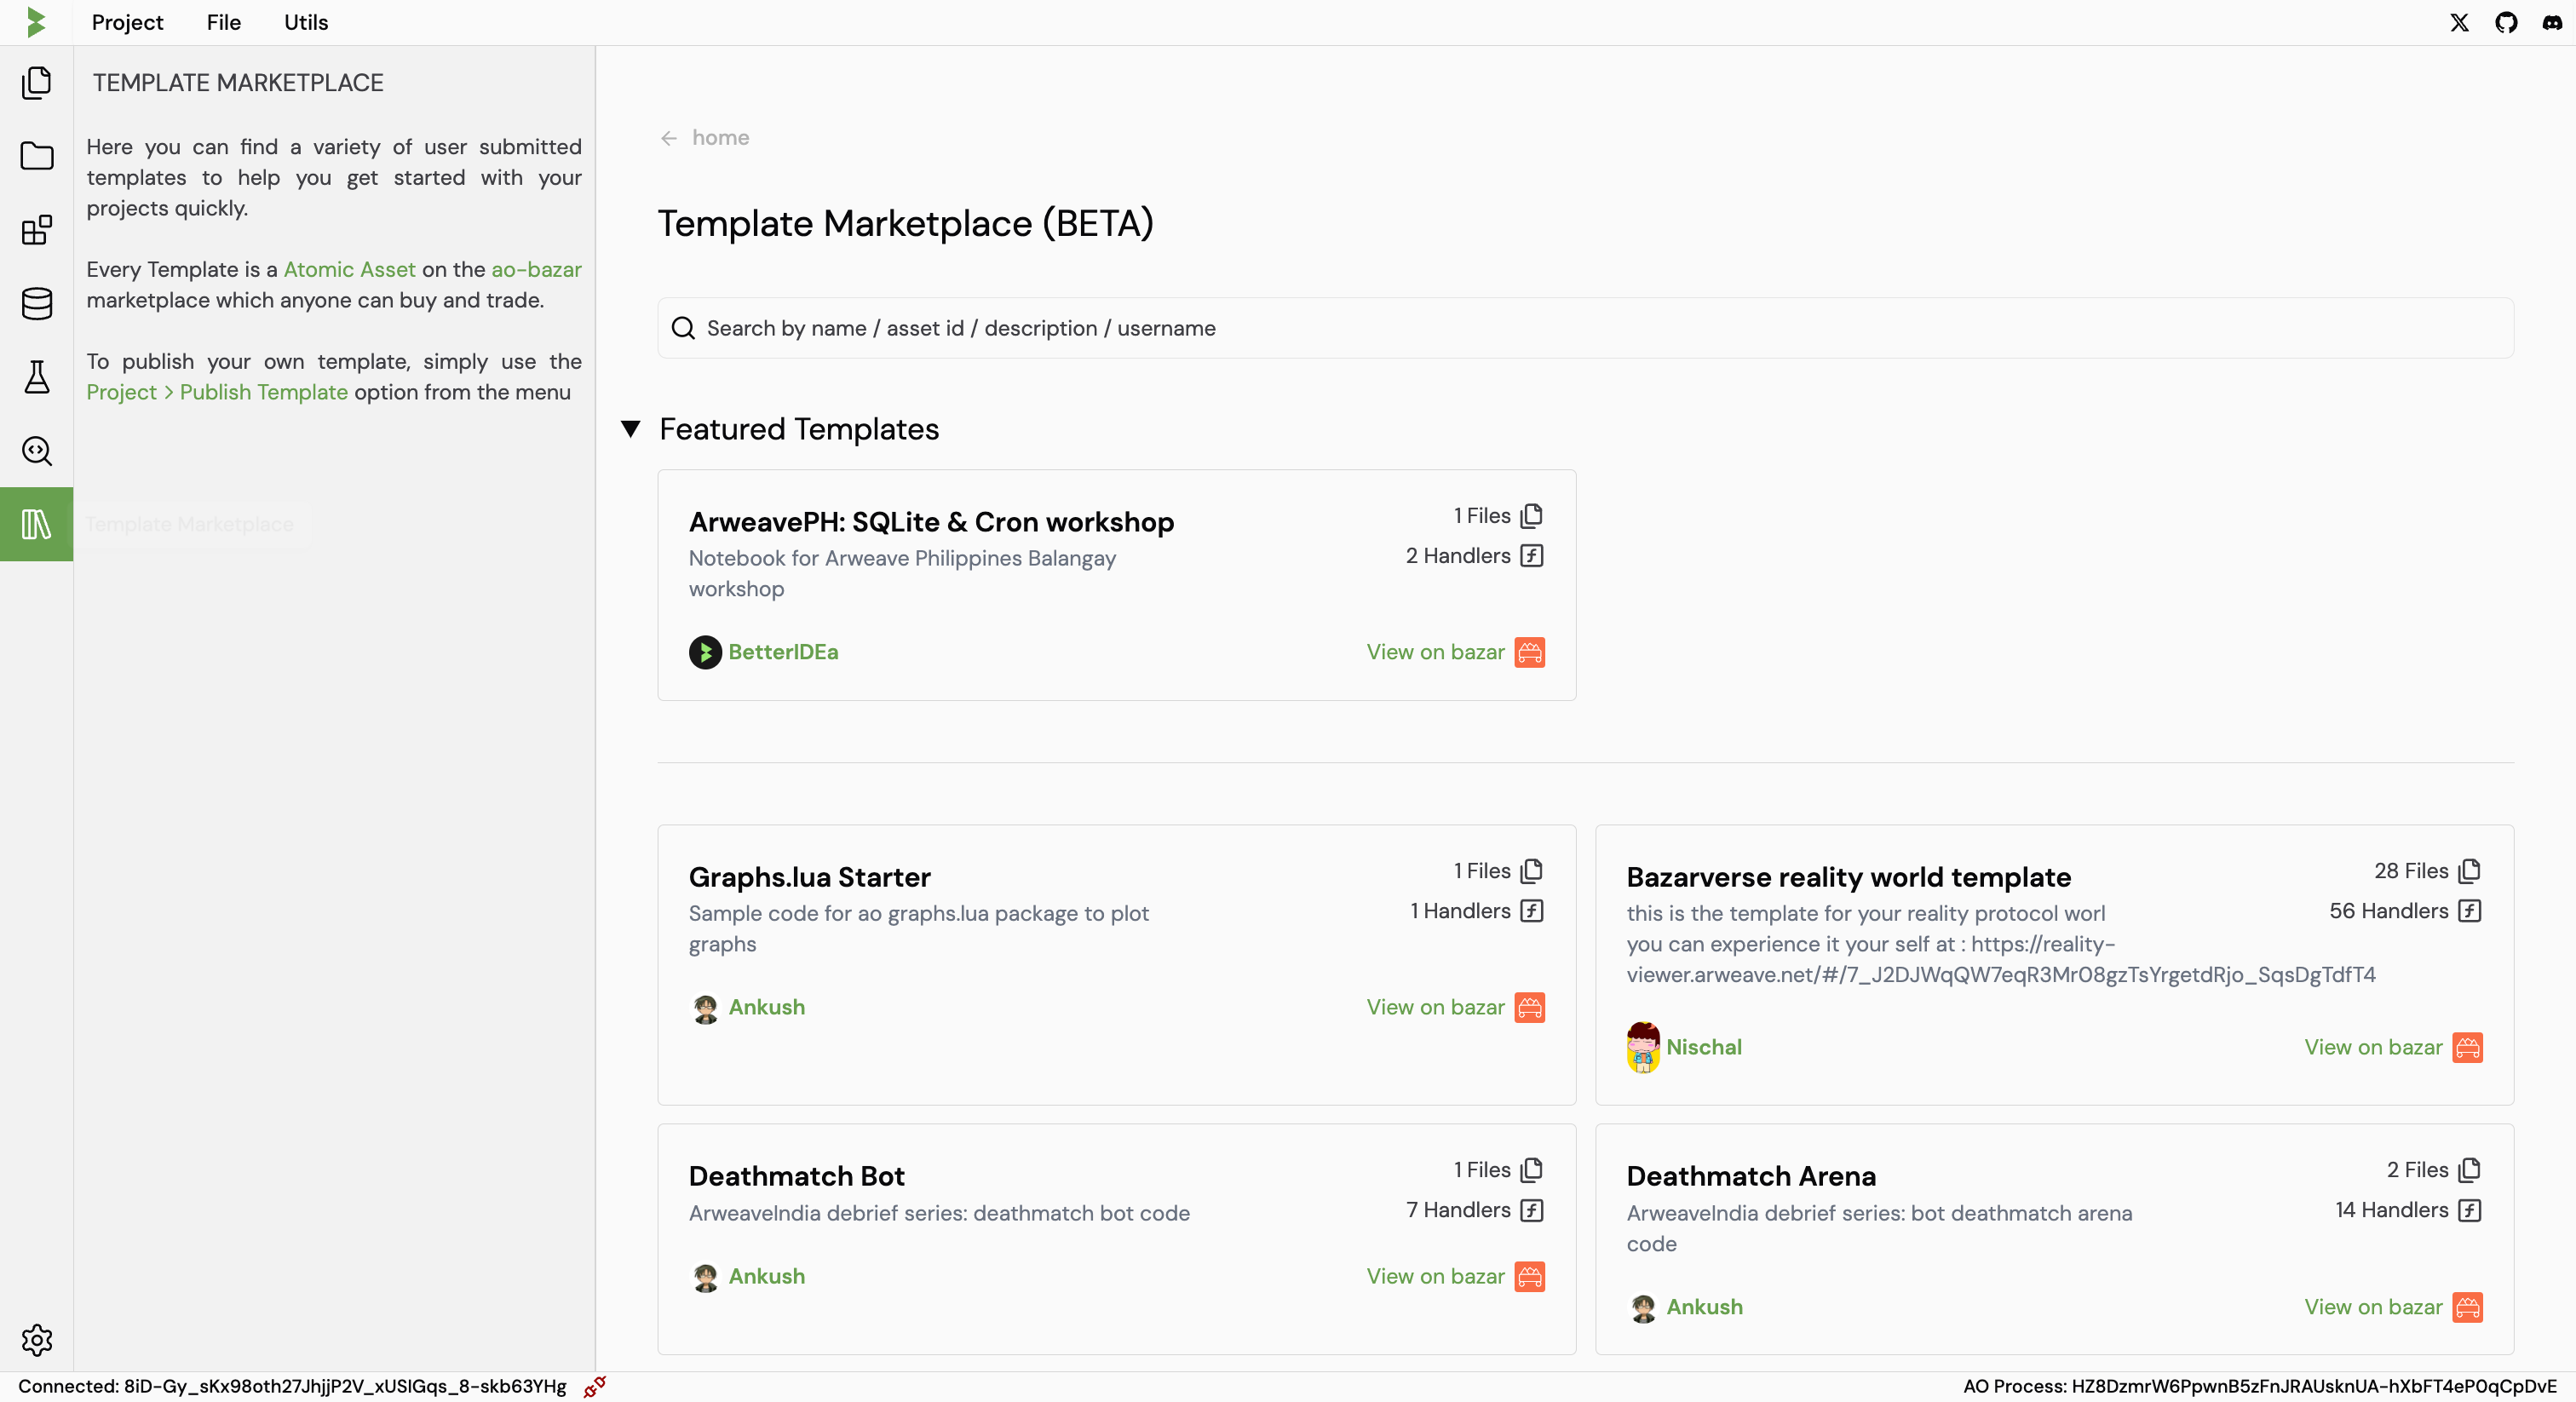 Project File Utils
TEMPLATE MARKETPLACE
Here you can find a variety of user submitted
templates to help you get started with your
projects quickly.
Every Template is a Atomic Asset on the ao-bazar
marketplace which anyone can buy and trade.
To publish your own template, simply use the
Project > Publish Template option from the menu
Template Marketplace
← home
Template Marketplace (BETA)
Search by name / asset id / description / username
▼ Featured Templates
ArweavePH: SQLite & Cron workshop
Notebook for Arweave Philippines Balangay
workshop
1 Files
2 Handlers
BetterIDEa
View on bazar
Graphs.lua Starter
Sample code for ao graphs.lua package to plot
graphs
1 Files
1 Handlers
Ankush
View on bazar
Bazarverse reality world template
this is the template for your reality protocol worl
you can experience it your self at : https://reality-
viewer.arweave.net/#/7_J2DJWqQW7eqR3Mr08gzTsYrgetdRjo_SqsDgTdfT4
28 Files
56 Handlers
Nischal
View on bazar
Deathmatch Bot
ArweaveIndia debrief series: deathmatch bot code
1 Files
7 Handlers
Ankush
View on bazar
Deathmatch Arena
ArweaveIndia debrief series: bot deathmatch arena
code
2 Files
14 Handlers
Ankush
View on bazar
Connected: 8iD-Gy_sKx98oth27JhjjP2V_xUSIGqs_8-skb63YHg
AO Process: HZ8DzmrW6PpwnB5zFnJRAUsknUA-hXbFT4eP0qCpDvE